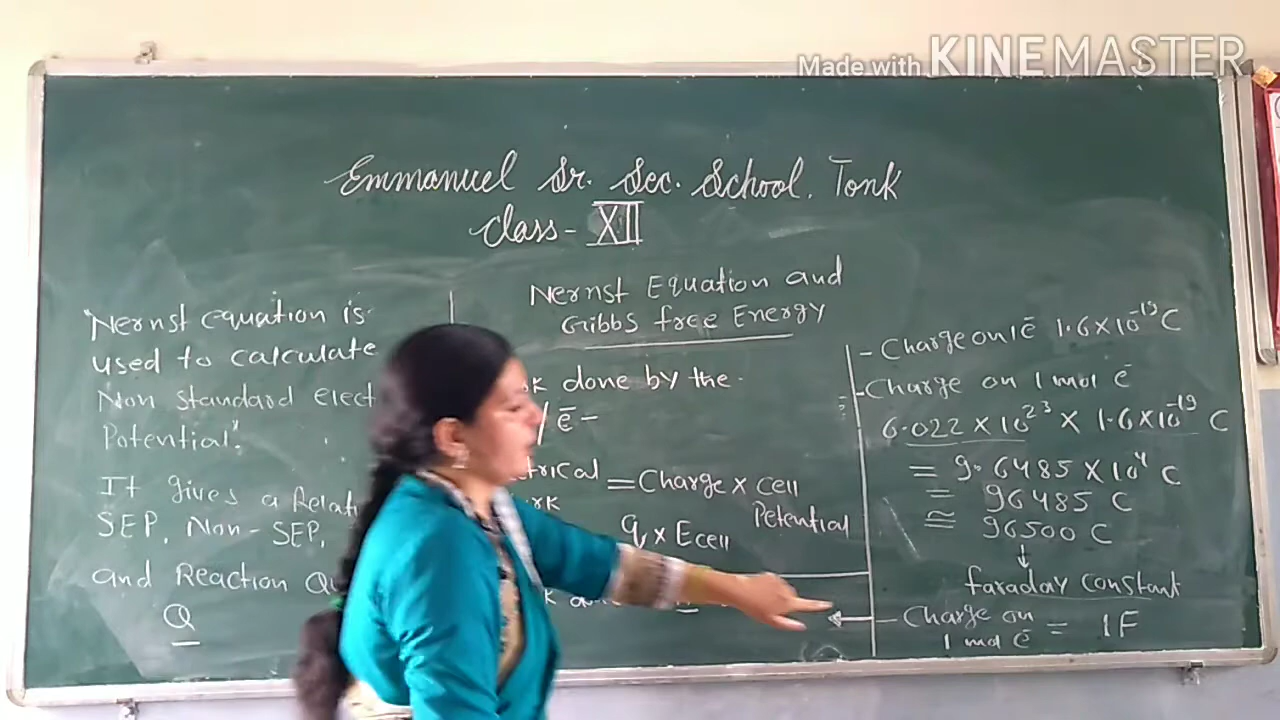 Made with KINEMASTER
Emmanuel Sr. Sec. School. Tonk
Class - XII
Nernst Equation and
Gibbs free Energy
Nernst equation is
used to calculate
Non Standard
Potential".
It gives a
SEP, Non-SEP,
and Reaction
Q
done by the
/ e⁻ -
= Charge × cell
Petential
q × Ecell
- Charge on 1 e⁻ 1.6×10⁻¹⁹ C
- Charge on 1 mol e⁻
6.022 × 10²³ × 1.6×10⁻¹⁹ C
= 9.6485 × 10⁴ C
= 96485 C
≅ 96500 C
↓
faraday constant
← Charge on
1 mol e⁻ = 1F